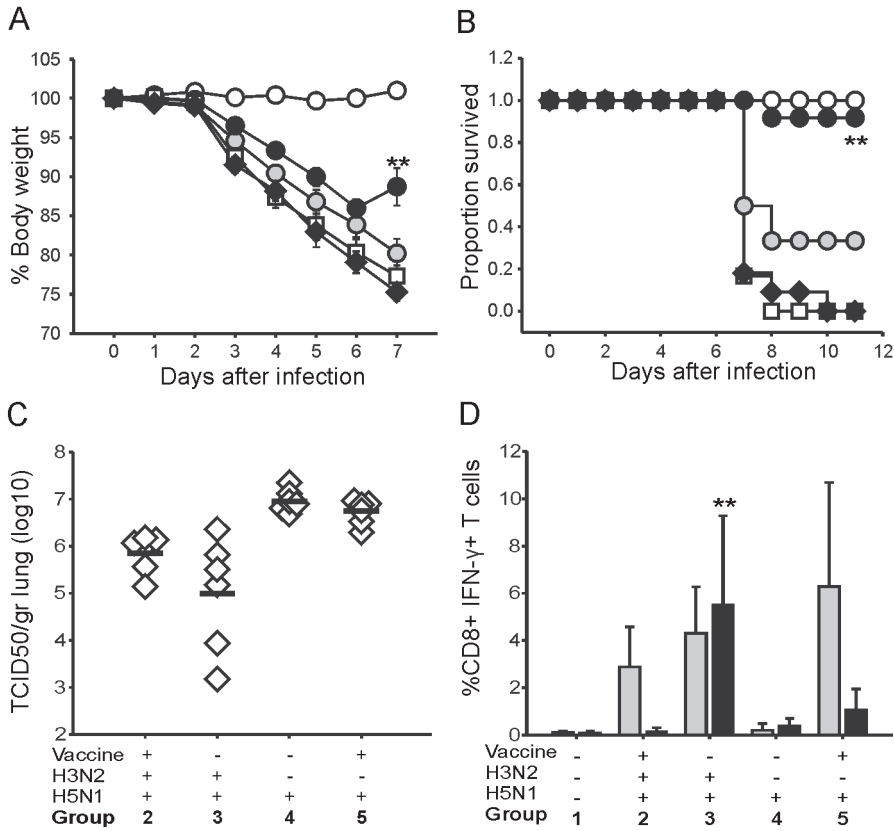 A
% Body weight
105
100
95
90
85
80
75
70
**
0 1 2 3 4 5 6 7
Days after infection
B
Proportion survived
1.2
1.0
0.8
0.6
0.4
0.2
0.0
**
0 2 4 6 8 10 12
Days after infection
C
TCID50/gr lung (log10)
8
7
6
5
4
3
2
Vaccine + - - +
H3N2 + + - -
H5N1 + + + +
Group 2 3 4 5
D
%CD8+ IFN-γ+ T cells
12
10
8
6
4
2
0
**
Vaccine - + - - +
H3N2 - + + - -
H5N1 - + + + +
Group 1 2 3 4 5